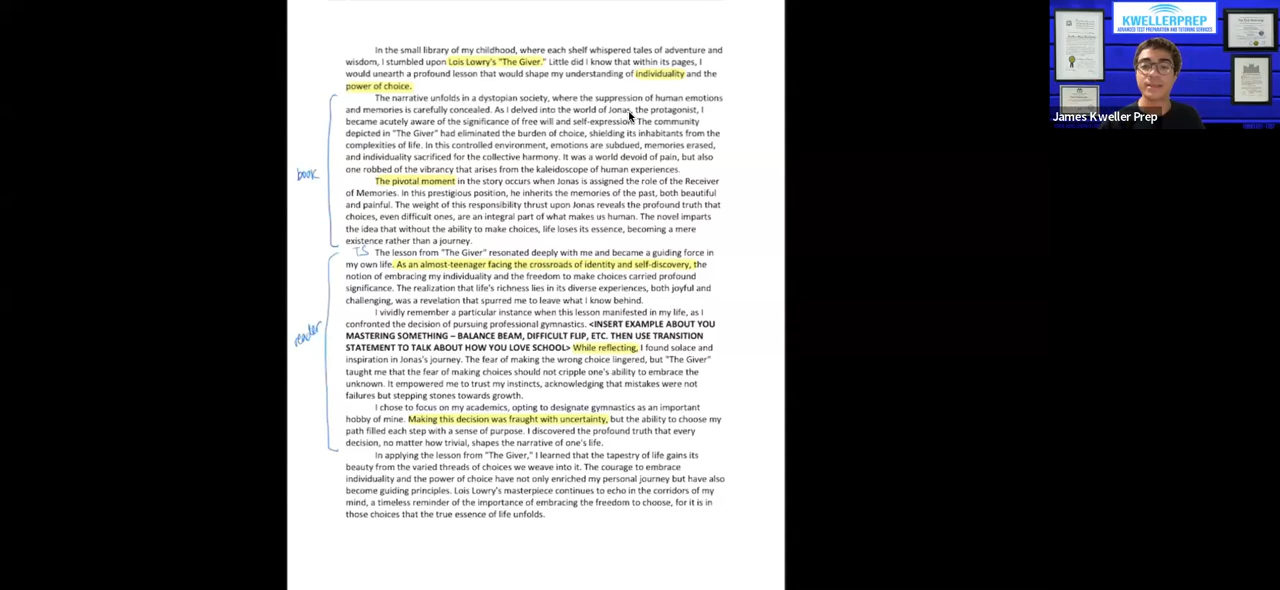 In the small library of my childhood, where each shelf whispered tales of adventure and
wisdom, I stumbled upon Lois Lowry's "The Giver." Little did I know that within its pages, I
would unearth a profound lesson that would shape my understanding of individuality and the
power of choice.
The narrative unfolds in a dystopian society, where the suppression of human emotions
and memories is carefully concealed. As I delved into the world of Jonas, the protagonist, I
became acutely aware of the significance of free will and self-expression. The community
depicted in "The Giver" had eliminated the burden of choice, shielding its inhabitants from the
complexities of life. In this controlled environment, emotions are subdued, memories erased,
and individuality sacrificed for the collective harmony. It was a world devoid of pain, but also
one robbed of the vibrancy that arises from the kaleidoscope of human experiences.
book
The pivotal moment in the story occurs when Jonas is assigned the role of the Receiver
of Memories. In this prestigious position, he inherits the memories of the past, both beautiful
and painful. The weight of this responsibility thrust upon Jonas reveals the profound truth that
choices, even difficult ones, are an integral part of what makes us human. The novel imparts
the idea that without the ability to make choices, life loses its essence, becoming a mere
existence rather than a journey.
TS The lesson from "The Giver" resonated deeply with me and became a guiding force in
my own life. As an almost-teenager facing the crossroads of identity and self-discovery, the
notion of embracing my individuality and the freedom to make choices carried profound
significance. The realization that life's richness lies in its diverse experiences, both joyful and
challenging, was a revelation that spurred me to leave what I know behind.
I vividly remember a particular instance when this lesson manifested in my life, as I
confronted the decision of pursuing professional gymnastics. <INSERT EXAMPLE ABOUT YOU
MASTERING SOMETHING – BALANCE BEAM, DIFFICULT FLIP, ETC. THEN USE TRANSITION
STATEMENT TO TALK ABOUT HOW YOU LOVE SCHOOL> While reflecting, I found solace and
inspiration in Jonas's journey. The fear of making the wrong choice lingered, but "The Giver"
taught me that the fear of making choices should not cripple one's ability to embrace the
unknown. It empowered me to trust my instincts, acknowledging that mistakes were not
failures but stepping stones towards growth.
reader
I chose to focus on my academics, opting to designate gymnastics as an important
hobby of mine. Making this decision was fraught with uncertainty, but the ability to choose my
path filled each step with a sense of purpose. I discovered the profound truth that every
decision, no matter how trivial, shapes the narrative of one's life.
In applying the lesson from "The Giver," I learned that the tapestry of life gains its
beauty from the varied threads of choices we weave into it. The courage to embrace
individuality and the power of choice have not only enriched my personal journey but have also
become guiding principles. Lois Lowry's masterpiece continues to echo in the corridors of my
mind, a timeless reminder of the importance of embracing the freedom to choose, for it is in
those choices that the true essence of life unfolds.
KWELLERPREP
ADVANCED TEST PREPARATION AND TUTORING SERVICES
James Kweller Prep